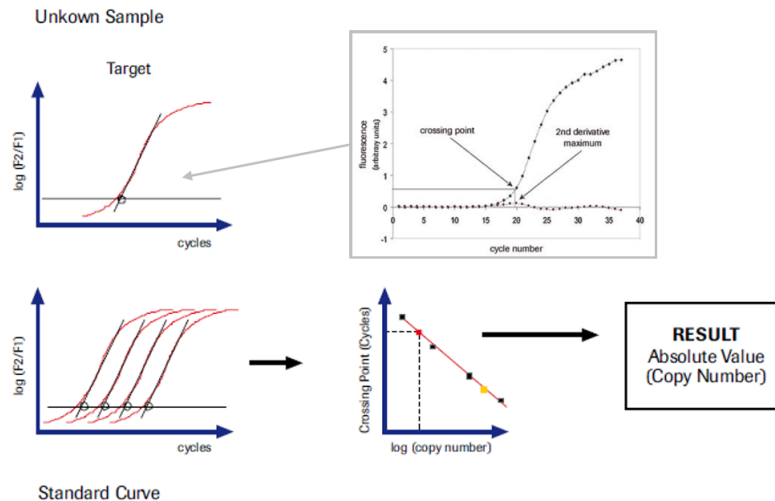 Unkown Sample
Target
log (F2/F1)
cycles
fluorescence
(arbitray units)
5
4
3
2
1
0
-1
crossing point
2nd derivative
maximum
0
5
10
15
20
25
30
35
40
cycle number
log (F2/F1)
cycles
Crossing Point (Cycles)
log (copy number)
RESULT
Absolute Value
(Copy Number)
Standard Curve